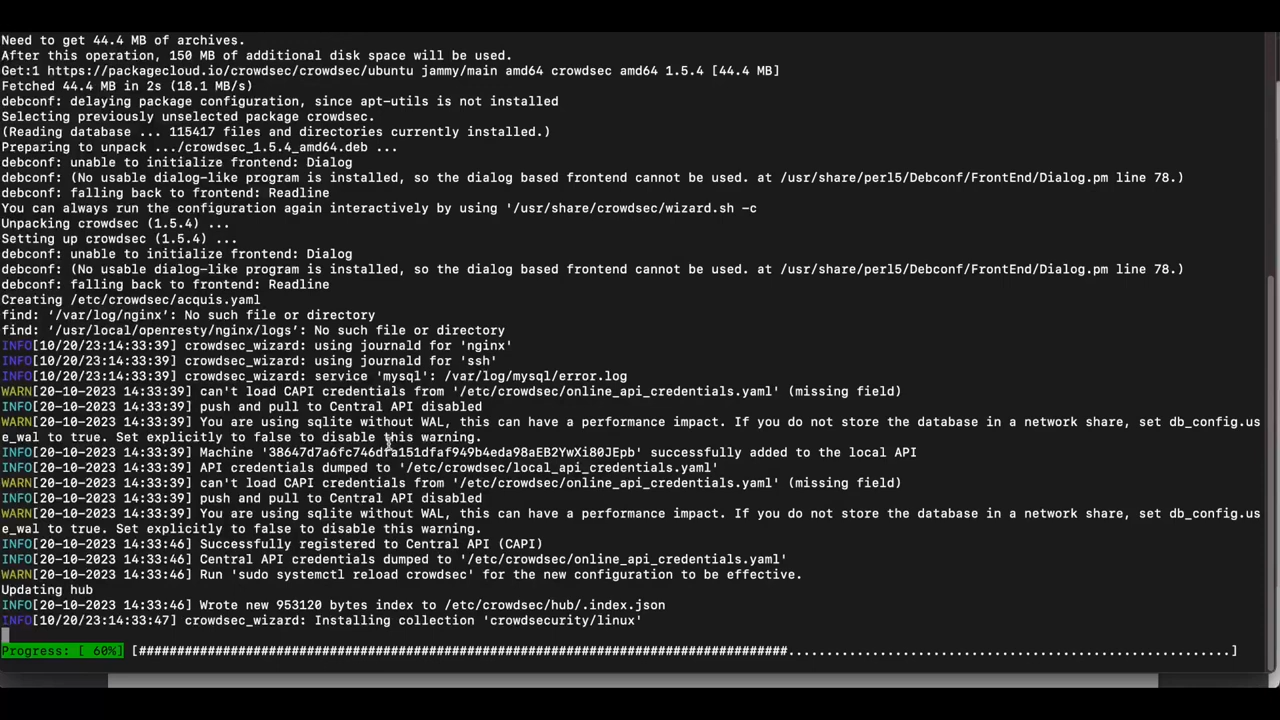 Need to get 44.4 MB of archives.
After this operation, 150 MB of additional disk space will be used.
Get:1 https://packagecloud.io/crowdsec/crowdsec/ubuntu jammy/main amd64 crowdsec amd64 1.5.4 [44.4 MB]
Fetched 44.4 MB in 2s (18.1 MB/s)
debconf: delaying package configuration, since apt-utils is not installed
Selecting previously unselected package crowdsec.
(Reading database ... 115417 files and directories currently installed.)
Preparing to unpack .../crowdsec_1.5.4_amd64.deb ...
debconf: unable to initialize frontend: Dialog
debconf: (No usable dialog-like program is installed, so the dialog based frontend cannot be used. at /usr/share/perl5/Debconf/FrontEnd/Dialog.pm line 78.)
debconf: falling back to frontend: Readline
You can always run the configuration again interactively by using '/usr/share/crowdsec/wizard.sh -c
Unpacking crowdsec (1.5.4) ...
Setting up crowdsec (1.5.4) ...
debconf: unable to initialize frontend: Dialog
debconf: (No usable dialog-like program is installed, so the dialog based frontend cannot be used. at /usr/share/perl5/Debconf/FrontEnd/Dialog.pm line 78.)
debconf: falling back to frontend: Readline
Creating /etc/crowdsec/acquis.yaml
find: ‘/var/log/nginx’: No such file or directory
find: ‘/usr/local/openresty/nginx/logs’: No such file or directory
INFO[10/20/23:14:33:39] crowdsec_wizard: using journald for 'nginx'
INFO[10/20/23:14:33:39] crowdsec_wizard: using journald for 'ssh'
INFO[10/20/23:14:33:39] crowdsec_wizard: service 'mysql': /var/log/mysql/error.log
WARN[20-10-2023 14:33:39] can't load CAPI credentials from '/etc/crowdsec/online_api_credentials.yaml' (missing field)
INFO[20-10-2023 14:33:39] push and pull to Central API disabled
WARN[20-10-2023 14:33:39] You are using sqlite without WAL, this can have a performance impact. If you do not store the database in a network share, set db_config.us
e_wal to true. Set explicitly to false to disable this warning.
INFO[20-10-2023 14:33:39] Machine '38647d7a6fc746dfa151dfaf949b4eda98aEB2YwXi80JEpb' successfully added to the local API
INFO[20-10-2023 14:33:39] API credentials dumped to '/etc/crowdsec/local_api_credentials.yaml'
WARN[20-10-2023 14:33:39] can't load CAPI credentials from '/etc/crowdsec/online_api_credentials.yaml' (missing field)
INFO[20-10-2023 14:33:39] push and pull to Central API disabled
WARN[20-10-2023 14:33:39] You are using sqlite without WAL, this can have a performance impact. If you do not store the database in a network share, set db_config.us
e_wal to true. Set explicitly to false to disable this warning.
INFO[20-10-2023 14:33:46] Successfully registered to Central API (CAPI)
INFO[20-10-2023 14:33:46] Central API credentials dumped to '/etc/crowdsec/online_api_credentials.yaml'
WARN[20-10-2023 14:33:46] Run 'sudo systemctl reload crowdsec' for the new configuration to be effective.
Updating hub
INFO[20-10-2023 14:33:46] Wrote new 953120 bytes index to /etc/crowdsec/hub/.index.json
INFO[10/20/23:14:33:47] crowdsec_wizard: Installing collection 'crowdsecurity/linux'
Progress: [ 60%] [#####################################################################################..........................................................]